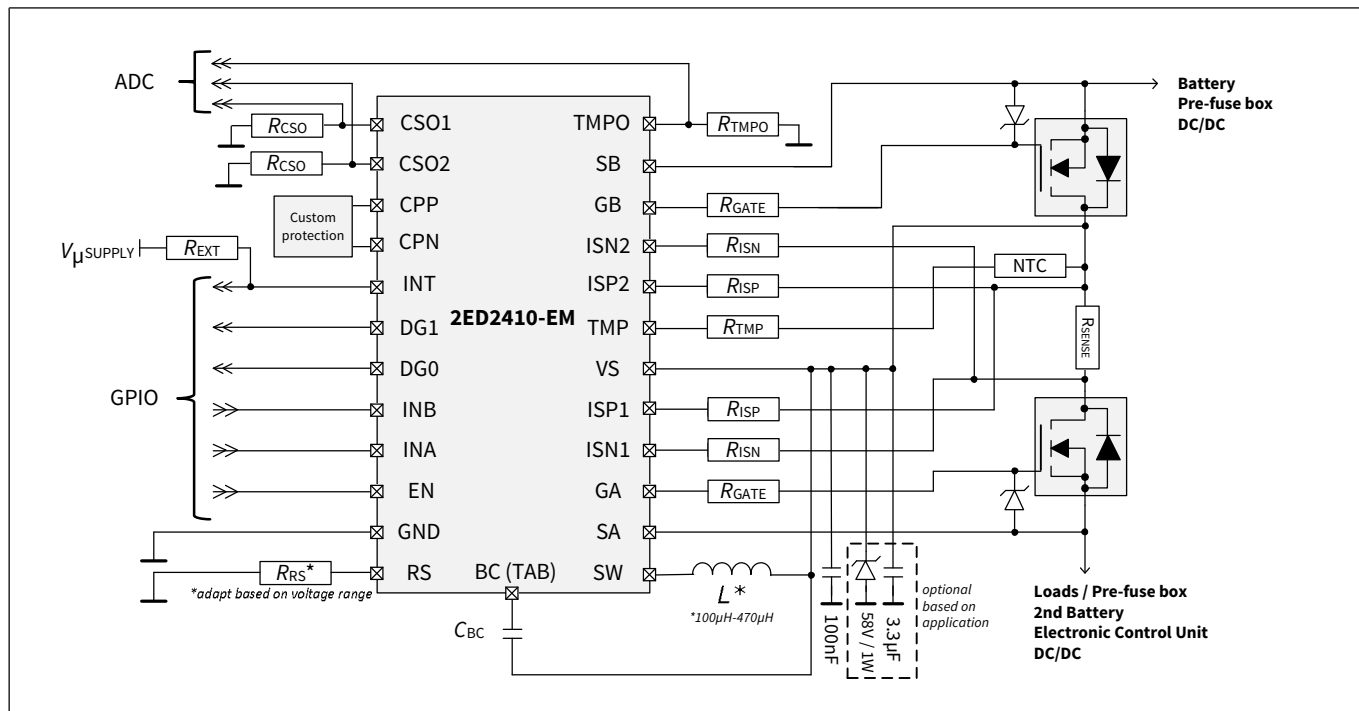 ADC
RCSO
RCSO
Custom
protection
VμSUPPLY
REXT
GPIO
RRS*
*adapt based on voltage range
CSO1
CSO2
CPP
CPN
INT
DG1
DG0
INB
INA
EN
GND
RS
2ED2410-EM
BC (TAB)
CBC
TMPO
SB
GB
ISN2
ISP2
TMP
VS
ISP1
ISN1
GA
SA
SW
RTMPO
RGATE
RISN
RISP
RTMP
RISP
RISN
RGATE
L*
*100μH-470μH
100nF
58V / 1W
3.3μF
optional
based on
application
NTC
RSENSE
Battery
Pre-fuse box
DC/DC
Loads / Pre-fuse box
2nd Battery
Electronic Control Unit
DC/DC